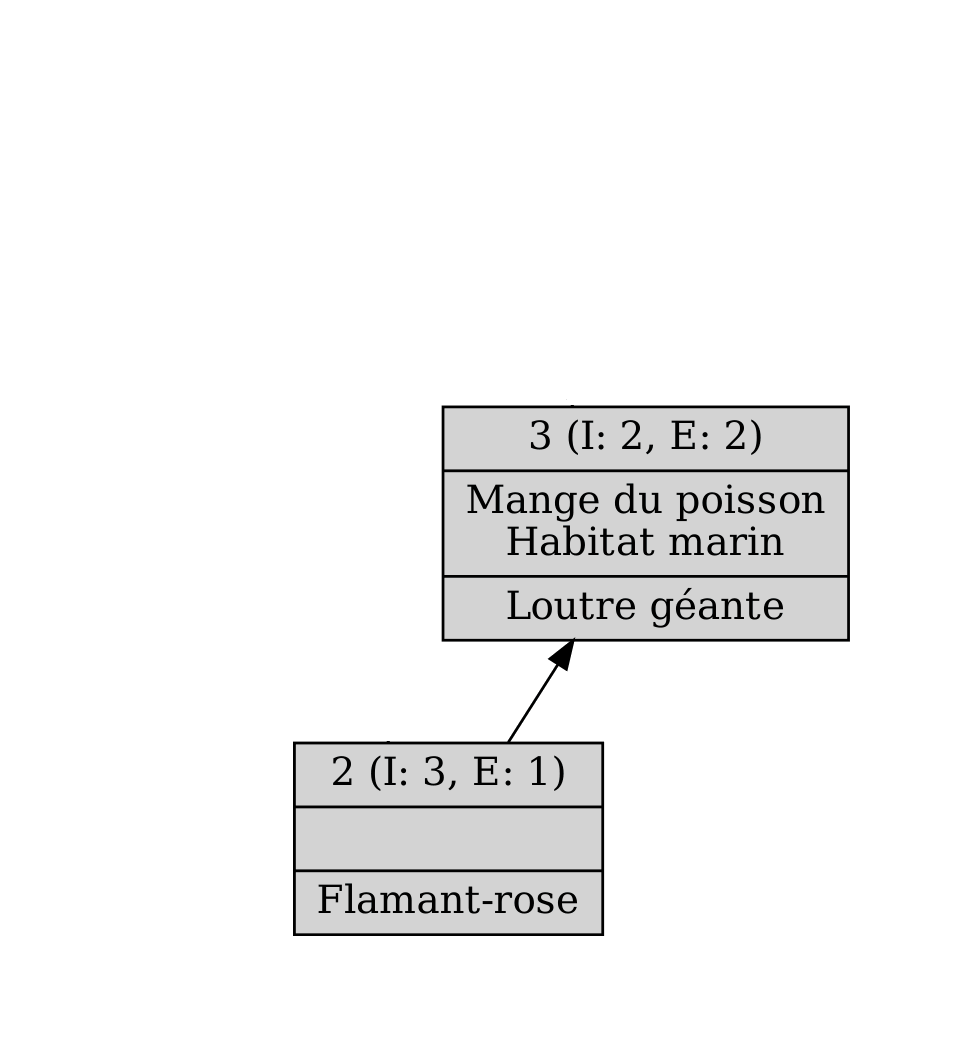 3 (I: 2, E: 2)
Mange du poisson
Habitat marin
Loutre géante
2 (I: 3, E: 1)
Flamant-rose